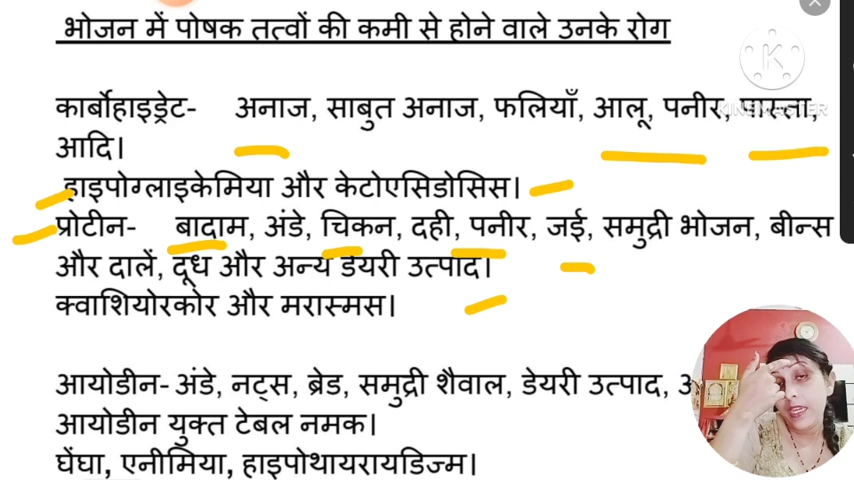 भोजन में पोषक तत्वों की कमी से होने वाले उनके रोग
कार्बोहाइड्रेट- अनाज, साबुत अनाज, फलियाँ, आलू, पनीर, पास्ता,
आदि।
हाइपोग्लाइकेमिया और केटोएसिडोसिस।
प्रोटीन- बादाम, अंडे, चिकन, दही, पनीर, जई, समुद्री भोजन, बीन्स
और दालें, दूध और अन्य डेयरी उत्पाद।
क्वाशियोरकोर और मरास्मस।
आयोडीन- अंडे, नट्स, ब्रेड, समुद्री शैवाल, डेयरी उत्पाद,
आयोडीन युक्त टेबल नमक।
घेंघा, एनीमिया, हाइपोथायरायडिज्म।
KINEMASTER